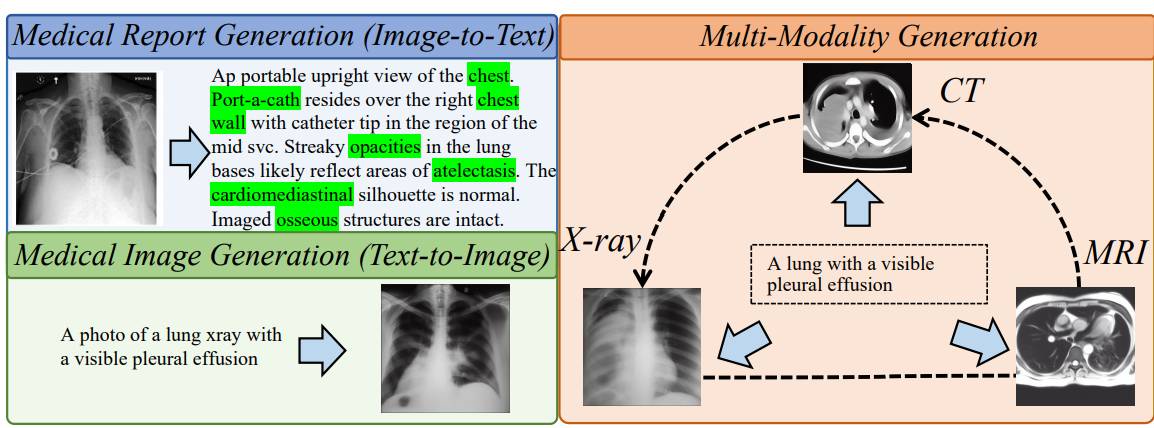 Medical Report Generation (Image-to-Text)
Ap portable upright view of the chest.
Port-a-cath resides over the right chest
wall with catheter tip in the region of the
mid svc. Streaky opacities in the lung
bases likely reflect areas of atelectasis. The
cardiomediastinal silhouette is normal.
Imaged osseous structures are intact.
Medical Image Generation (Text-to-Image)
A photo of a lung xray with
a visible pleural effusion
Multi-Modality Generation
CT
X-ray
MRI
A lung with a visible
pleural effusion